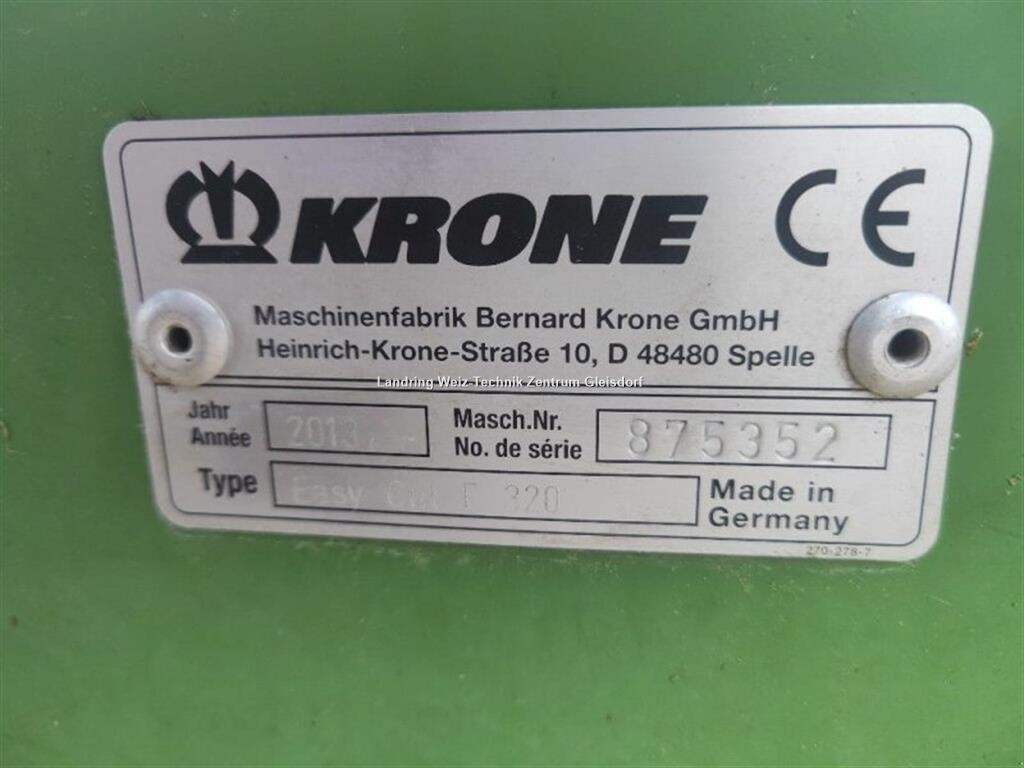 KRONE CE
Maschinenfabrik Bernard Krone GmbH
Heinrich-Krone-Straße 10, D 48480 Spelle
Landring Weiz-Technik Zentrum Gleisdorf
Jahr
Année
2013
Masch.Nr.
No. de série
875352
Type
Easy Cut F 320
Made in
Germany
270-278-7